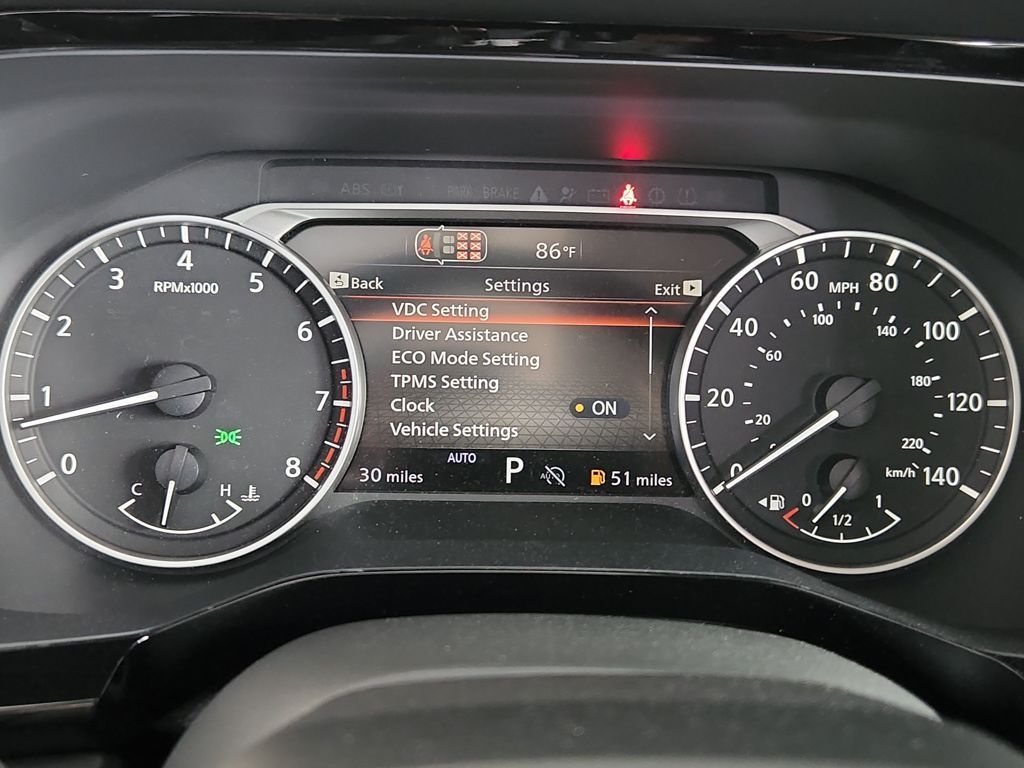 ABS
PARK BRAKE
86°F
Back
Settings
Exit
VDC Setting
Driver Assistance
ECO Mode Setting
TPMS Setting
Clock
ON
Vehicle Settings
AUTO
30 miles
P
AUTO
51 miles
0
1
2
3
4
5
6
7
8
RPMx1000
C
H
0
20
40
60
80
100
120
140
MPH
20
60
100
140
180
220
km/h
0
1/2
1